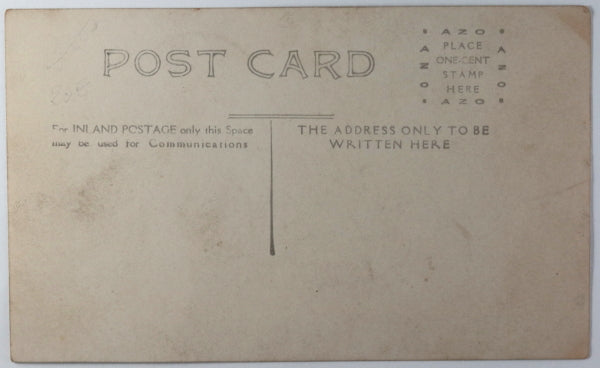 POST CARD
AZO
AZO
PLACE
ONE-CENT
STAMP
HERE
AZO
AZO
For INLAND POSTAGE only this Space
may be used for Communications
THE ADDRESS ONLY TO BE
WRITTEN HERE